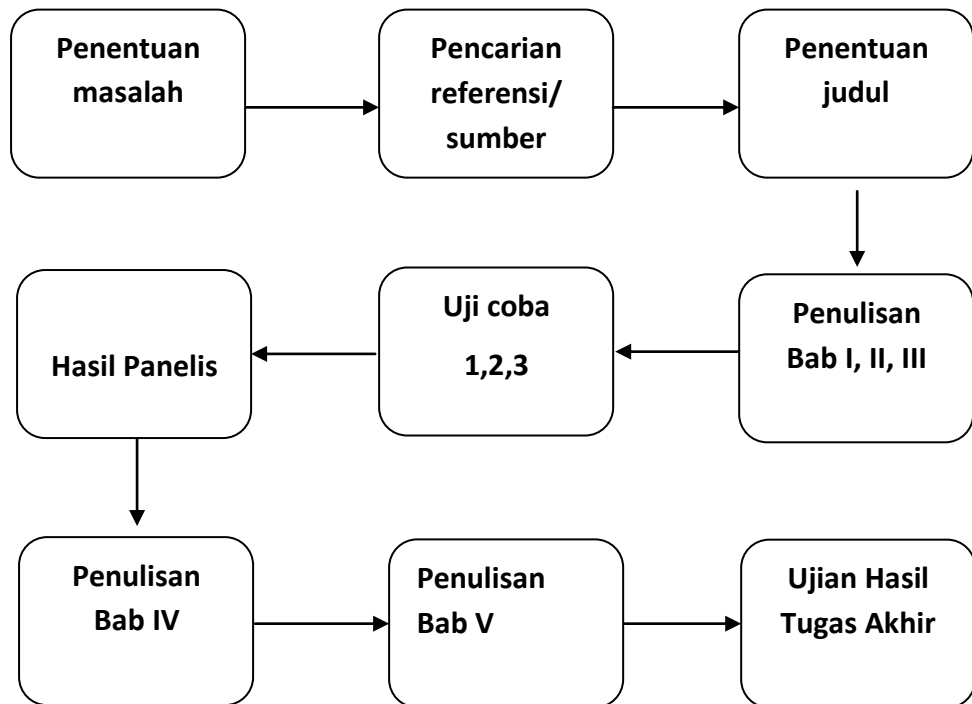 Penentuan
masalah
Pencarian
referensi/
sumber
Penentuan
judul
Penulisan
Bab I, II, III
Uji coba
1,2,3
Hasil Panelis
Penulisan
Bab IV
Penulisan
Bab V
Ujian Hasil
Tugas Akhir